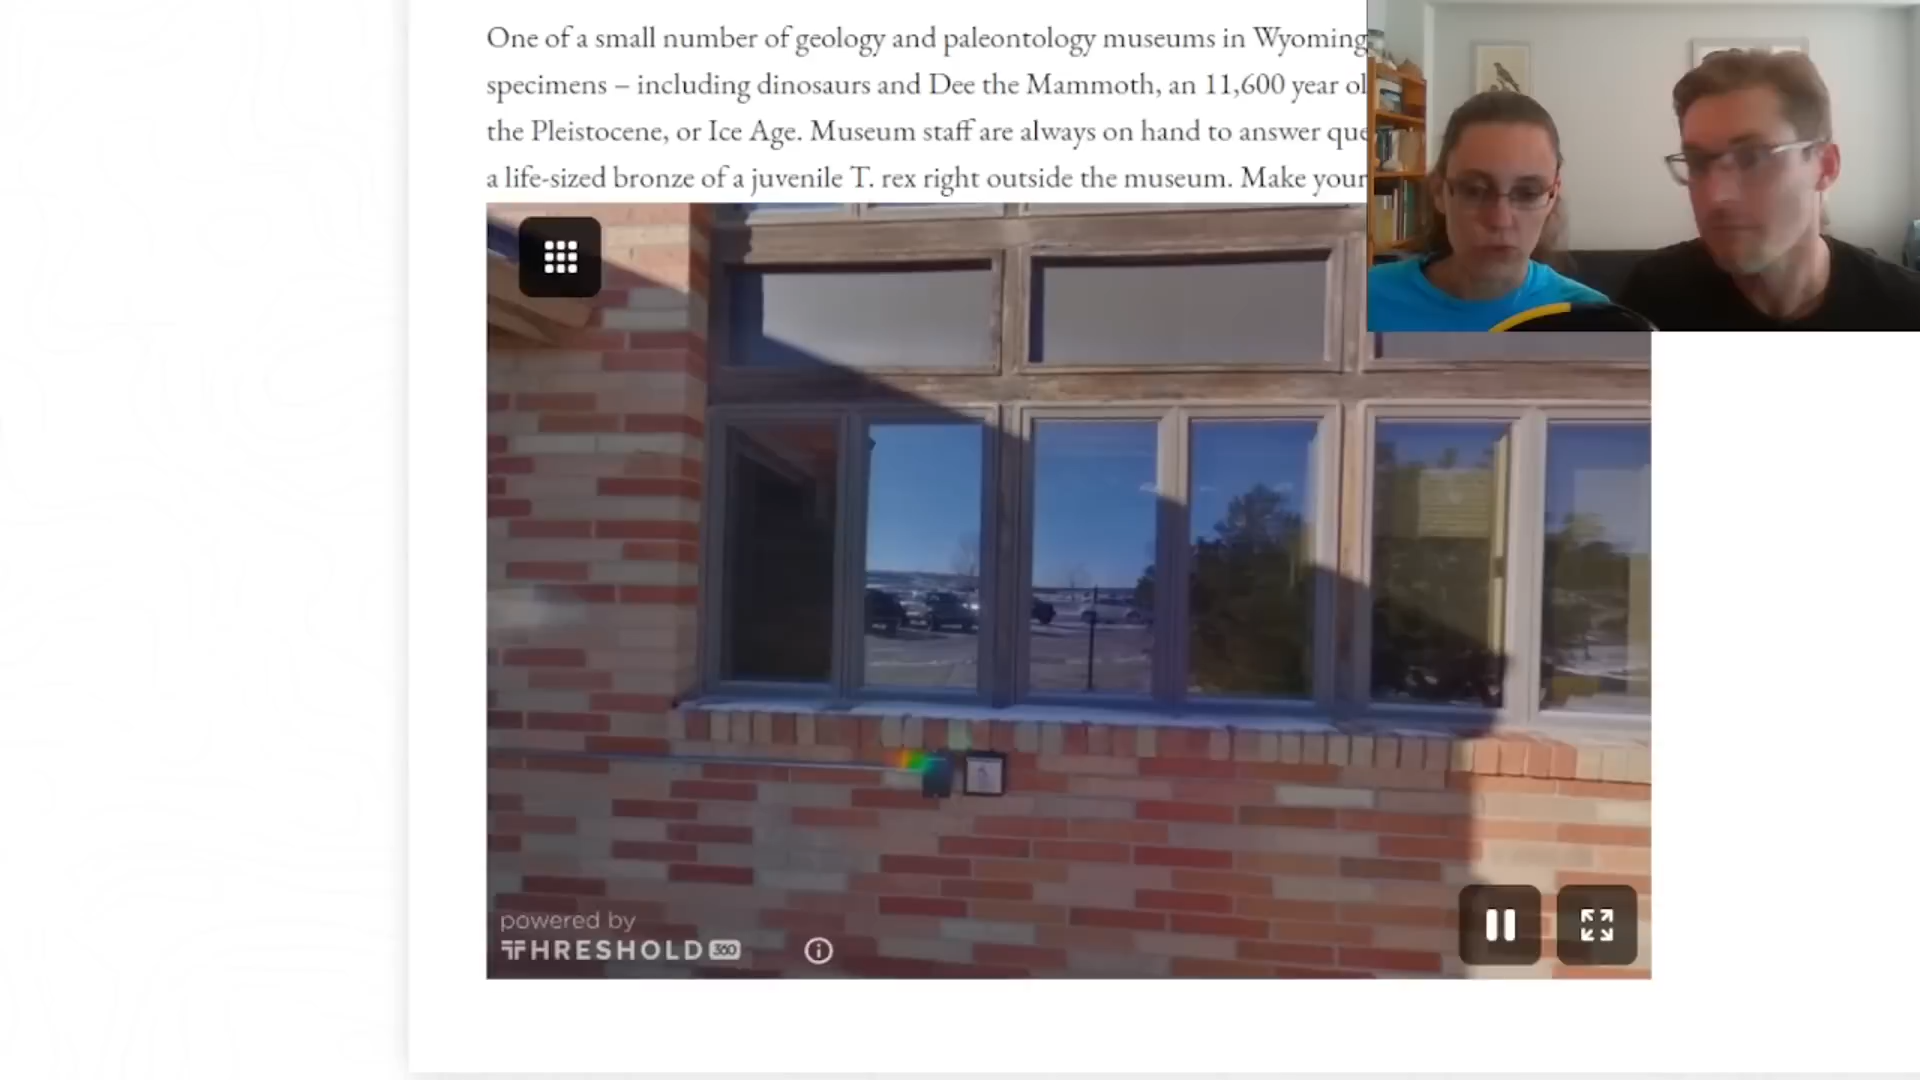 One of a small number of geology and paleontology museums in Wyoming
specimens – including dinosaurs and Dee the Mammoth, an 11,600 year ol
the Pleistocene, or Ice Age. Museum staff are always on hand to answer que
a life-sized bronze of a juvenile T. rex right outside the museum. Make your
powered by
THRESHOLD 360